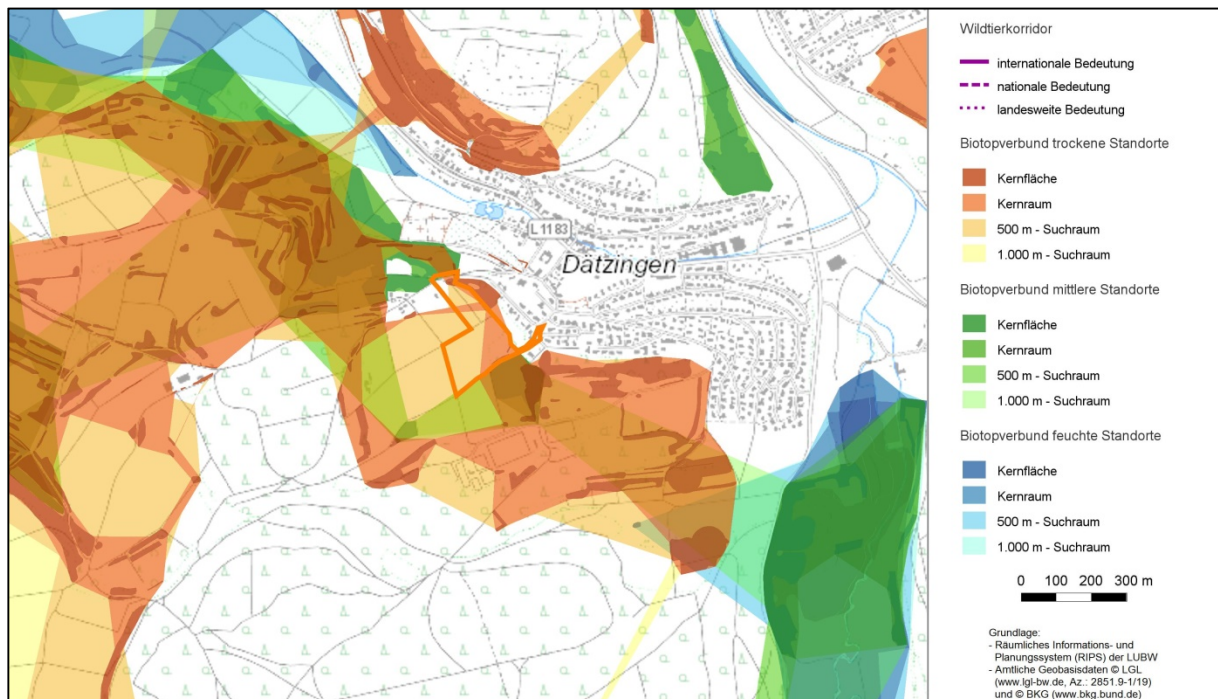 L 1183
Dätzingen
Wildtierkorridor
internationale Bedeutung
nationale Bedeutung
landesweite Bedeutung
Biotopverbund trockene Standorte
Kernfläche
Kernraum
500 m - Suchraum
1.000 m - Suchraum
Biotopverbund mittlere Standorte
Kernfläche
Kernraum
500 m - Suchraum
1.000 m - Suchraum
Biotopverbund feuchte Standorte
Kernfläche
Kernraum
500 m - Suchraum
1.000 m - Suchraum
0 100 200 300 m
Grundlage:
- Räumliches Informations- und
Planungssystem (RIPS) der LUBW
- Amtliche Geobasisdaten © LGL
(www.lgl-bw.de, Az.: 2851.9-1/19)
und © BKG (www.bkg.bund.de)